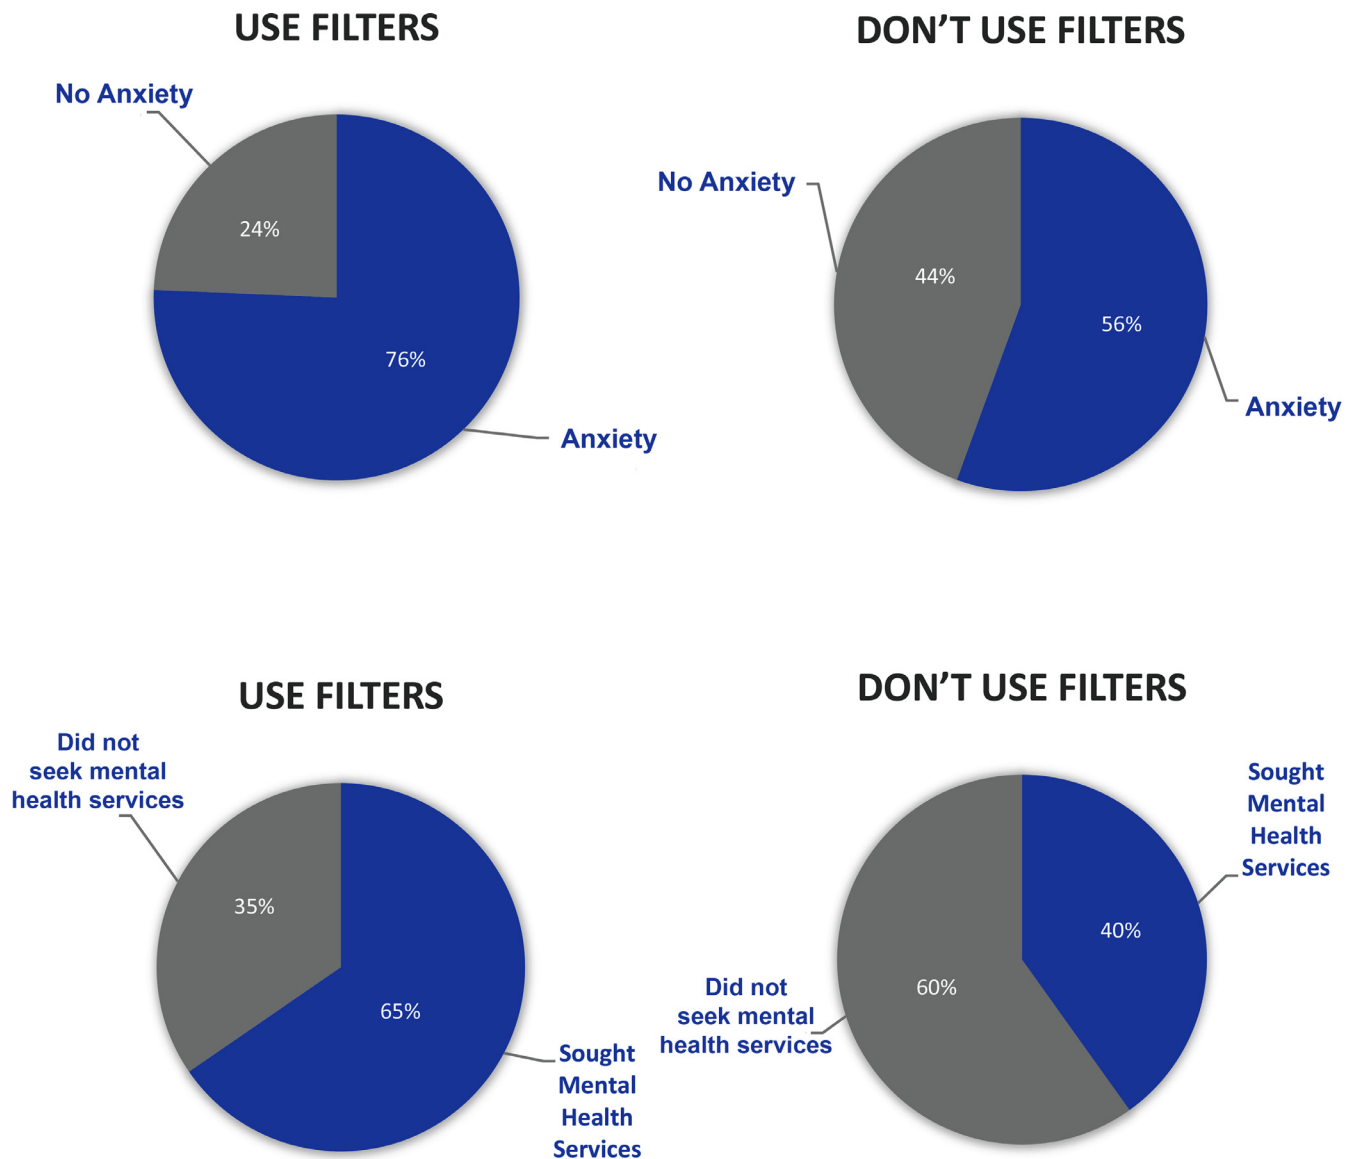 USE FILTERS
No Anxiety
24%
76%
Anxiety
DON’T USE FILTERS
No Anxiety
44%
56%
Anxiety
USE FILTERS
Did not
seek mental
health services
35%
65%
Sought
Mental
Health
Services
DON’T USE FILTERS
Sought
Mental
Health
Services
40%
60%
Did not
seek mental
health services